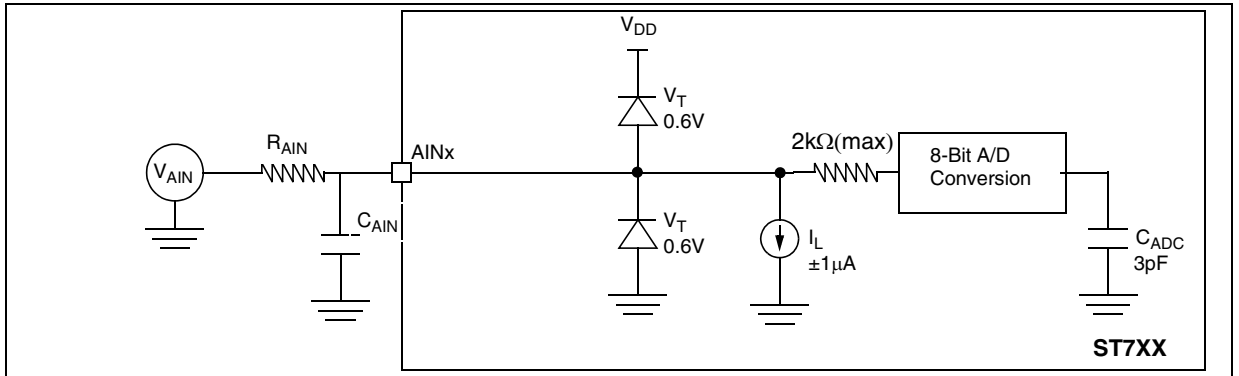 V_DD
V_T
0.6V
R_AIN
AINx
2kΩ(max)
8-Bit A/D
Conversion
V_AIN
C_AIN
V_T
0.6V
I_L
±1μA
C_ADC
3pF
ST7XX